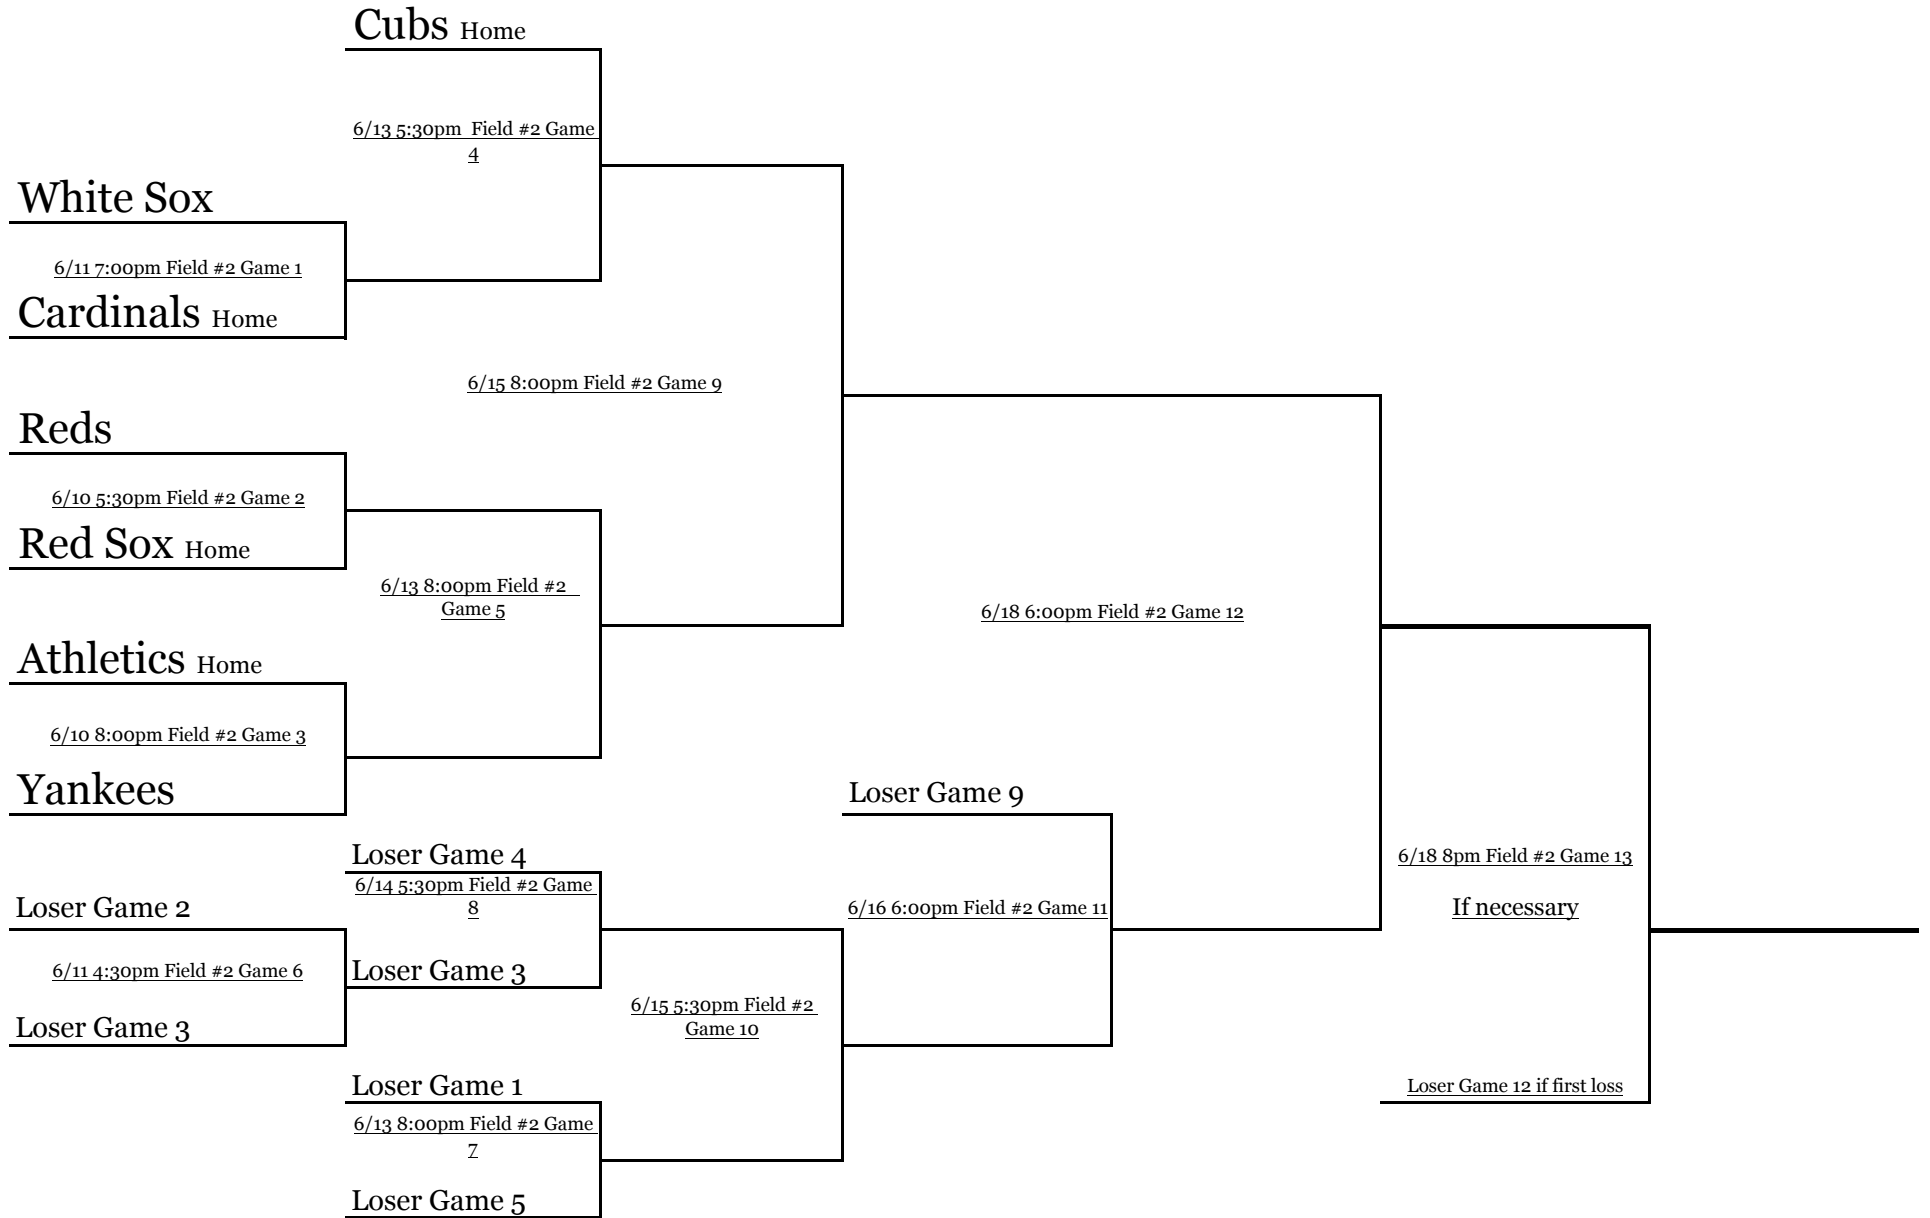 Cubs Home
6/13 5:30pm  Field #2 Game
4
White Sox
6/11 7:00pm Field #2 Game 1
Cardinals Home
6/15 8:00pm Field #2 Game 9
Reds
6/10 5:30pm Field #2 Game 2
Red Sox Home
6/13 8:00pm Field #2
Game 5
6/18 6:00pm Field #2 Game 12
Athletics Home
6/10 8:00pm Field #2 Game 3
Yankees
Loser Game 9
Loser Game 4
6/14 5:30pm Field #2 Game
8
6/18 8pm Field #2 Game 13
If necessary
Loser Game 2
6/16 6:00pm Field #2 Game 11
6/11 4:30pm Field #2 Game 6
Loser Game 3
Loser Game 3
6/15 5:30pm Field #2
Game 10
Loser Game 1
6/13 8:00pm Field #2 Game
7
Loser Game 12 if first loss
Loser Game 5